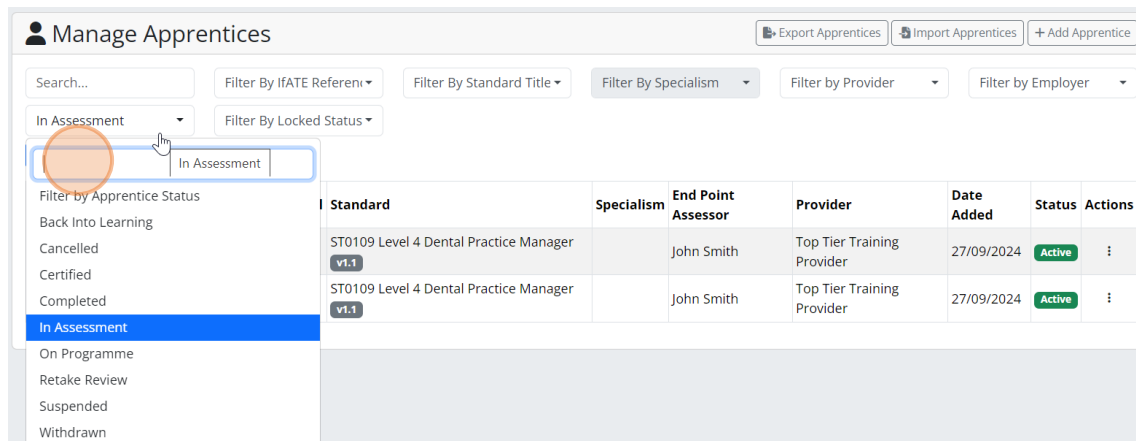 Manage Apprentices
Export Apprentices
Import Apprentices
+ Add Apprentice
Search...
Filter By IfATE Referen
Filter By Standard Title
Filter By Specialism
Filter by Provider
Filter by Employer
In Assessment
Filter By Locked Status
In Assessment
Filter by Apprentice Status
Back Into Learning
Cancelled
Certified
Completed
In Assessment
On Programme
Retake Review
Suspended
Withdrawn
Standard Specialism End Point Assessor Provider Date Added Status Actions
ST0109 Level 4 Dental Practice Manager v1.1 John Smith Top Tier Training Provider 27/09/2024 Active
ST0109 Level 4 Dental Practice Manager v1.1 John Smith Top Tier Training Provider 27/09/2024 Active